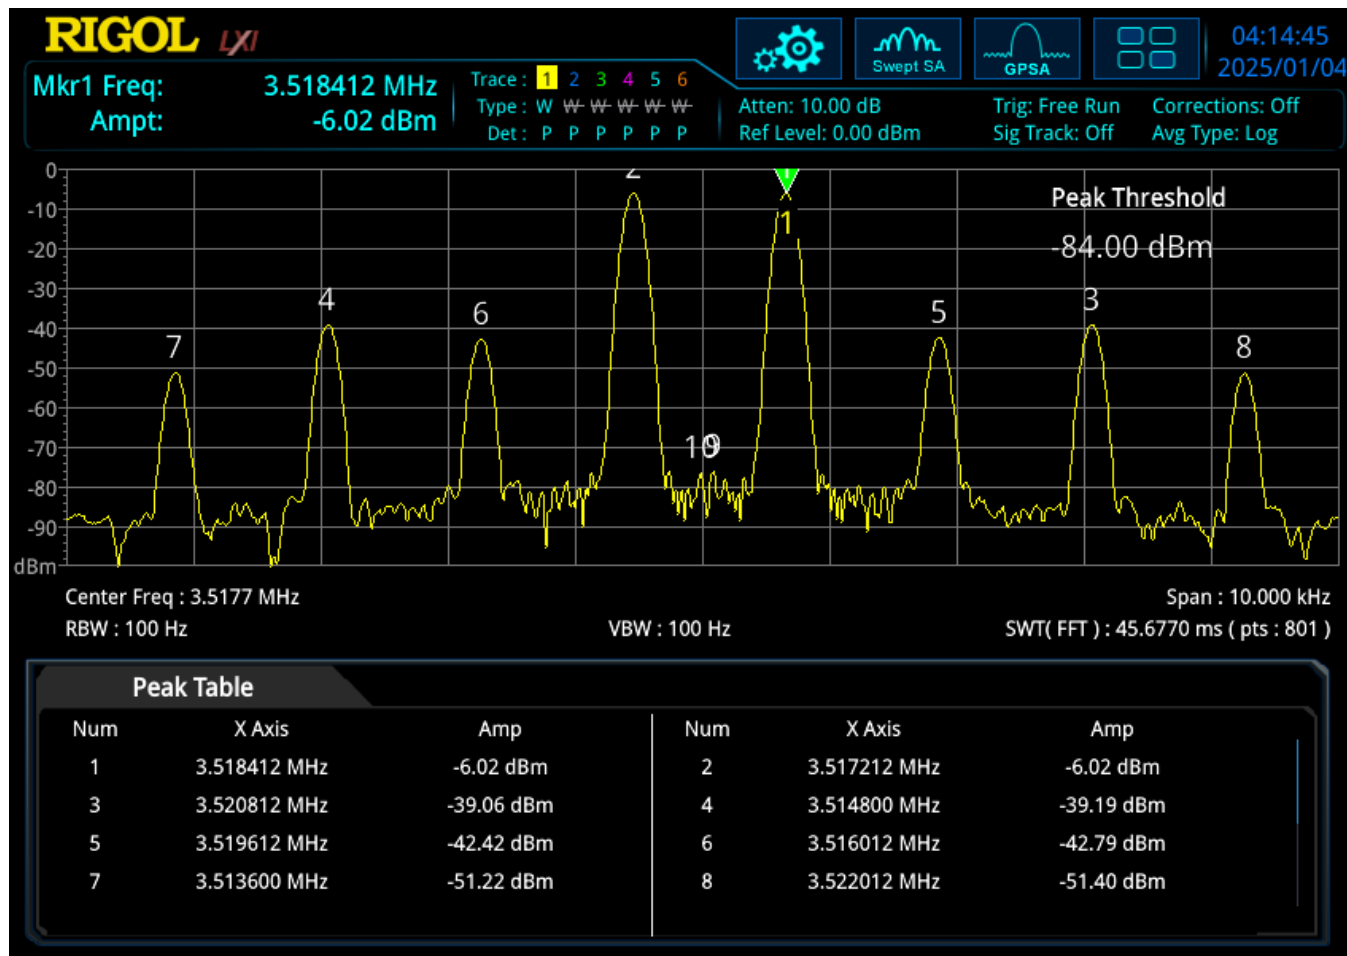 RIGOL LXI
Swept SA
GPSA
04:14:45
2025/01/04
Mkr1 Freq: 3.518412 MHz
Ampt: -6.02 dBm
Trace : 1 2 3 4 5 6
Type : W W W W W W
Det : P P P P P P
Atten: 10.00 dB
Ref Level: 0.00 dBm
Trig: Free Run
Sig Track: Off
Corrections: Off
Avg Type: Log
0
-10
-20
-30
-40
-50
-60
-70
-80
-90
dBm
Peak Threshold
-84.00 dBm
7
4
6
2
10
9
1
1
5
3
8
Center Freq : 3.5177 MHz
Span : 10.000 kHz
RBW : 100 Hz
VBW : 100 Hz
SWT( FFT ) : 45.6770 ms ( pts : 801 )
Peak Table
Num X Axis Amp Num X Axis Amp
1 3.518412 MHz -6.02 dBm 2 3.517212 MHz -6.02 dBm
3 3.520812 MHz -39.06 dBm 4 3.514800 MHz -39.19 dBm
5 3.519612 MHz -42.42 dBm 6 3.516012 MHz -42.79 dBm
7 3.513600 MHz -51.22 dBm 8 3.522012 MHz -51.40 dBm